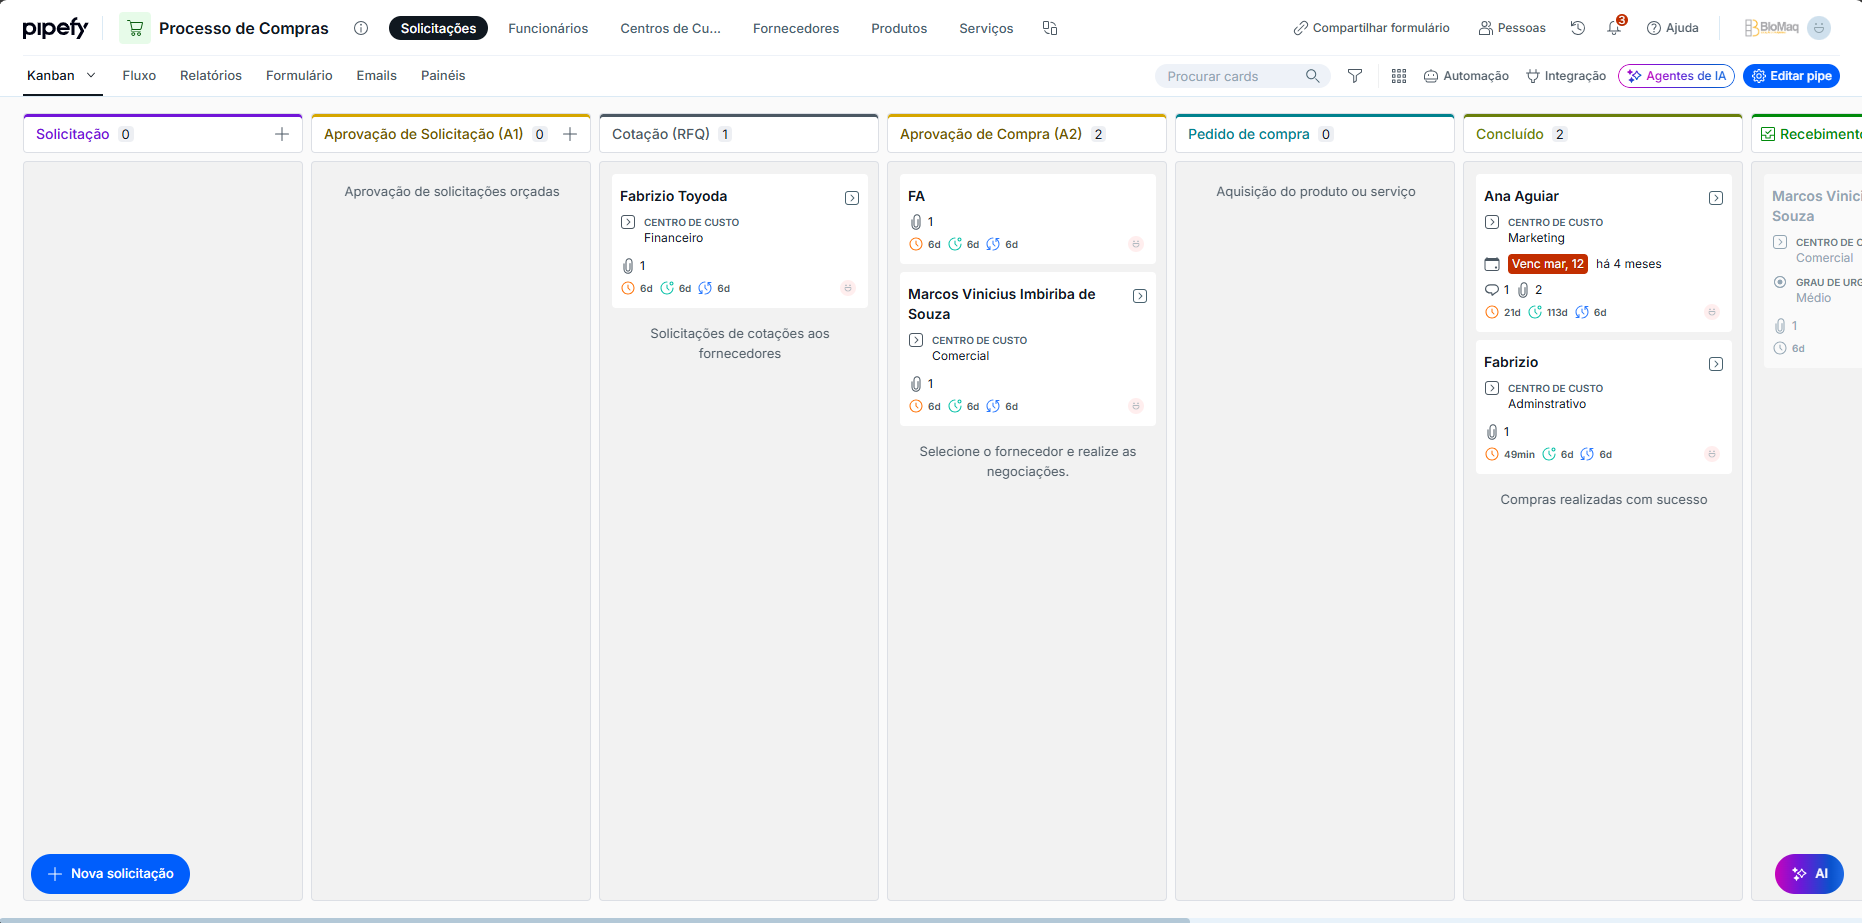 pipefy
Processo de Compras
Solicitações
Funcionários
Centros de Cu...
Fornecedores
Produtos
Serviços
Compartilhar formulário
Pessoas
3
Ajuda
BloMaq
Kanban
Fluxo
Relatórios
Formulário
Emails
Painéis
Procurar cards
Automação
Integração
Agentes de IA
Editar pipe
Solicitação 0
Nova solicitação
Aprovação de Solicitação (A1) 0
Aprovação de solicitações orçadas
Cotação (RFQ) 1
Fabrizio Toyoda
CENTRO DE CUSTO
Financeiro
1
6d 6d 6d
Solicitações de cotações aos
fornecedores
Aprovação de Compra (A2) 2
FA
1
6d 6d 6d
Marcos Vinicius Imbiriba de
Souza
CENTRO DE CUSTO
Comercial
1
6d 6d 6d
Selecione o fornecedor e realize as
negociações.
Pedido de compra 0
Aquisição do produto ou serviço
Concluído 2
Ana Aguiar
CENTRO DE CUSTO
Marketing
Venc mar, 12 há 4 meses
1 2
21d 113d 6d
Fabrizio
CENTRO DE CUSTO
Adminstrativo
1
49min 6d 6d
Compras realizadas com sucesso
Recebimento
Marcos Vinici
Souza
CENTRO DE C
Comercial
GRAU DE URG
Médio
1
6d
AI